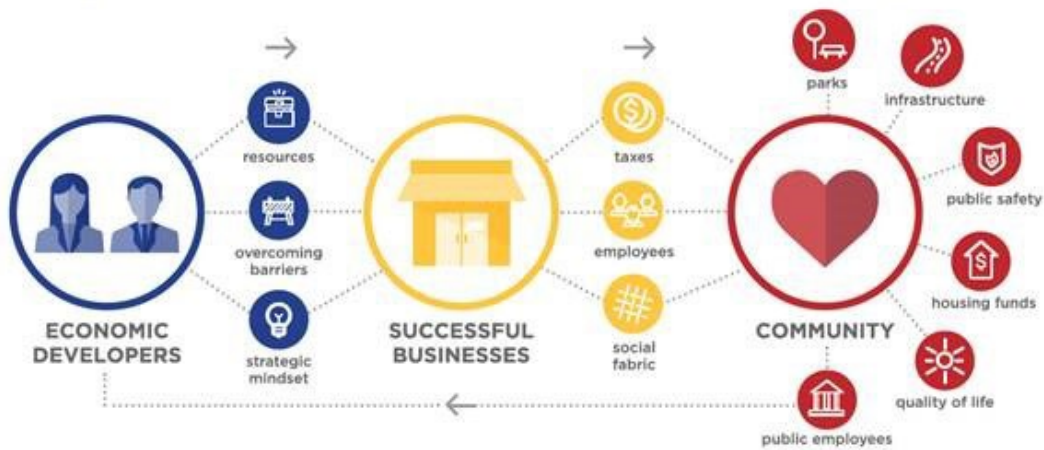 parks
infrastructure
resources
taxes
public safety
overcoming
barriers
employees
housing funds
ECONOMIC
DEVELOPERS
strategic
mindset
SUCCESSFUL
BUSINESSES
social
fabric
COMMUNITY
quality of life
public employees